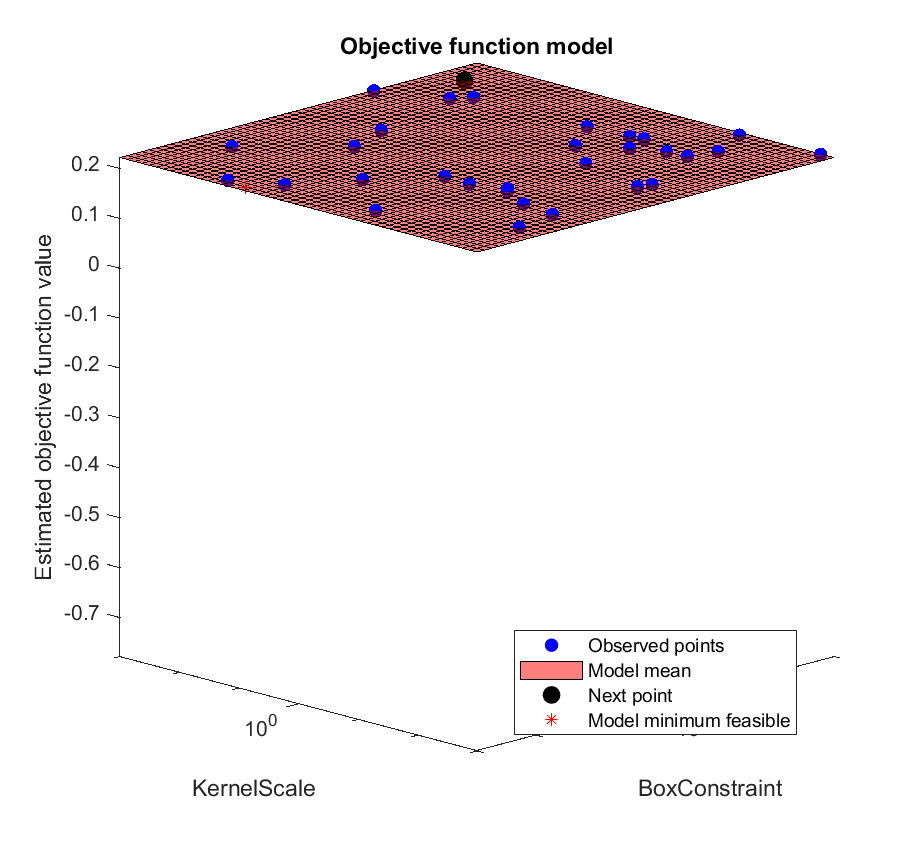 Objective function model
Estimated objective function value
0.2
0.1
0
-0.1
-0.2
-0.3
-0.4
-0.5
-0.6
-0.7
10^0
KernelScale
BoxConstraint
Observed points
Model mean
Next point
Model minimum feasible